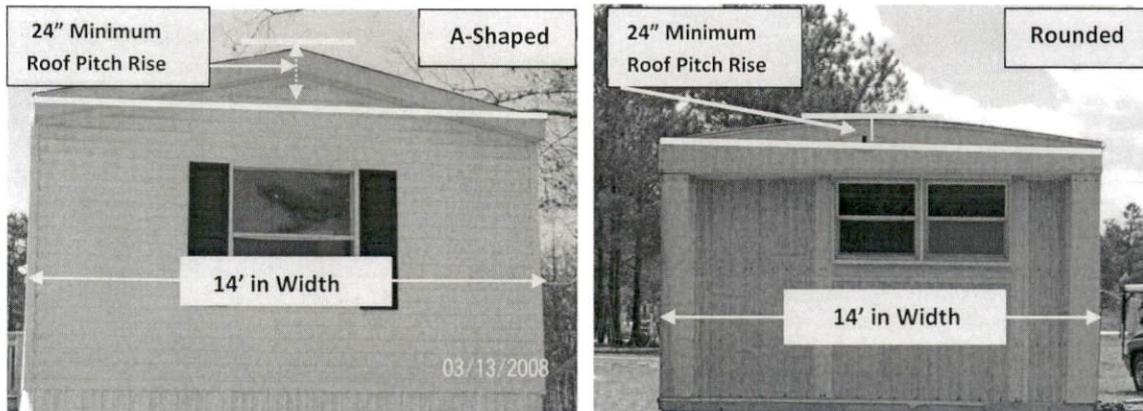 24” Minimum
Roof Pitch Rise
A-Shaped
14’ in Width
03/13/2008
24” Minimum
Roof Pitch Rise
Rounded
14’ in Width